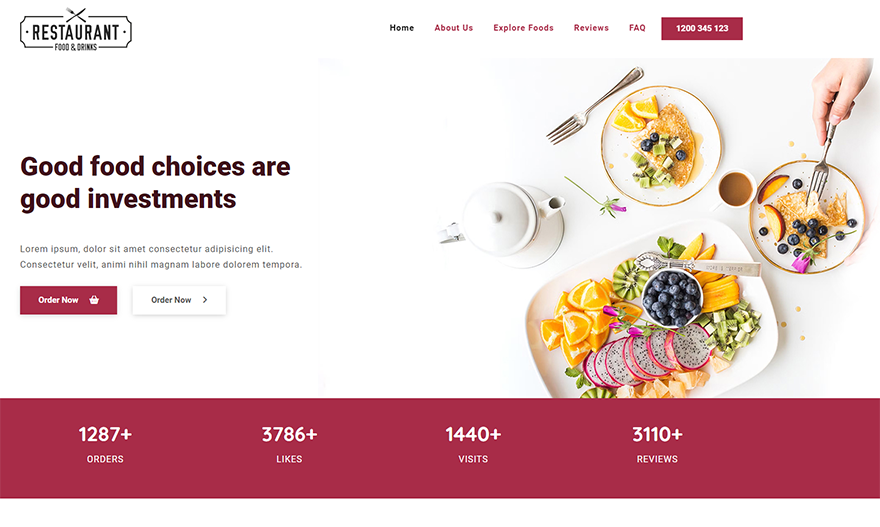 RESTAURANT
FOOD & DRINKS
Home About Us Explore Foods Reviews FAQ 1200 345 123
Good food choices are
good investments
Lorem ipsum, dolor sit amet consectetur adipisicing elit.
Consectetur velit, animi nihil magnam labore dolorem tempora.
Order Now Order Now
1287+ 3786+ 1440+ 3110+
ORDERS LIKES VISITS REVIEWS